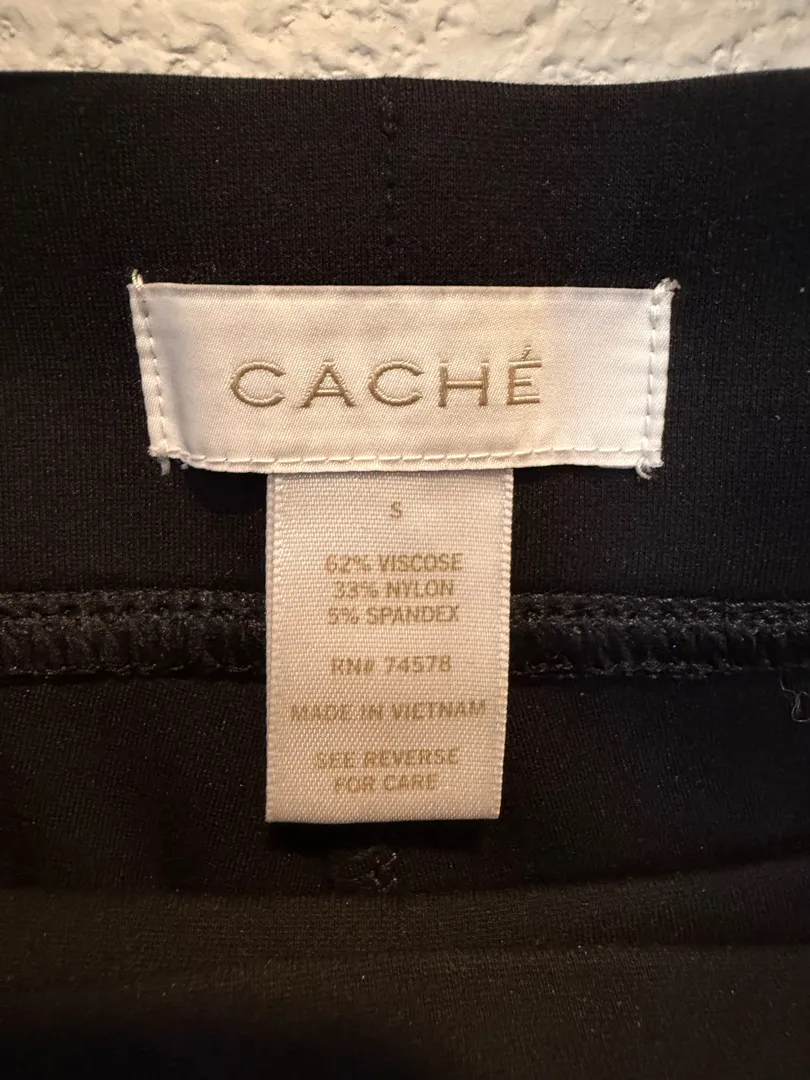 CACHÉ
S
62% VISCOSE
33% NYLON
5% SPANDEX
RN# 74578
MADE IN VIETNAM
SEE REVERSE
FOR CARE